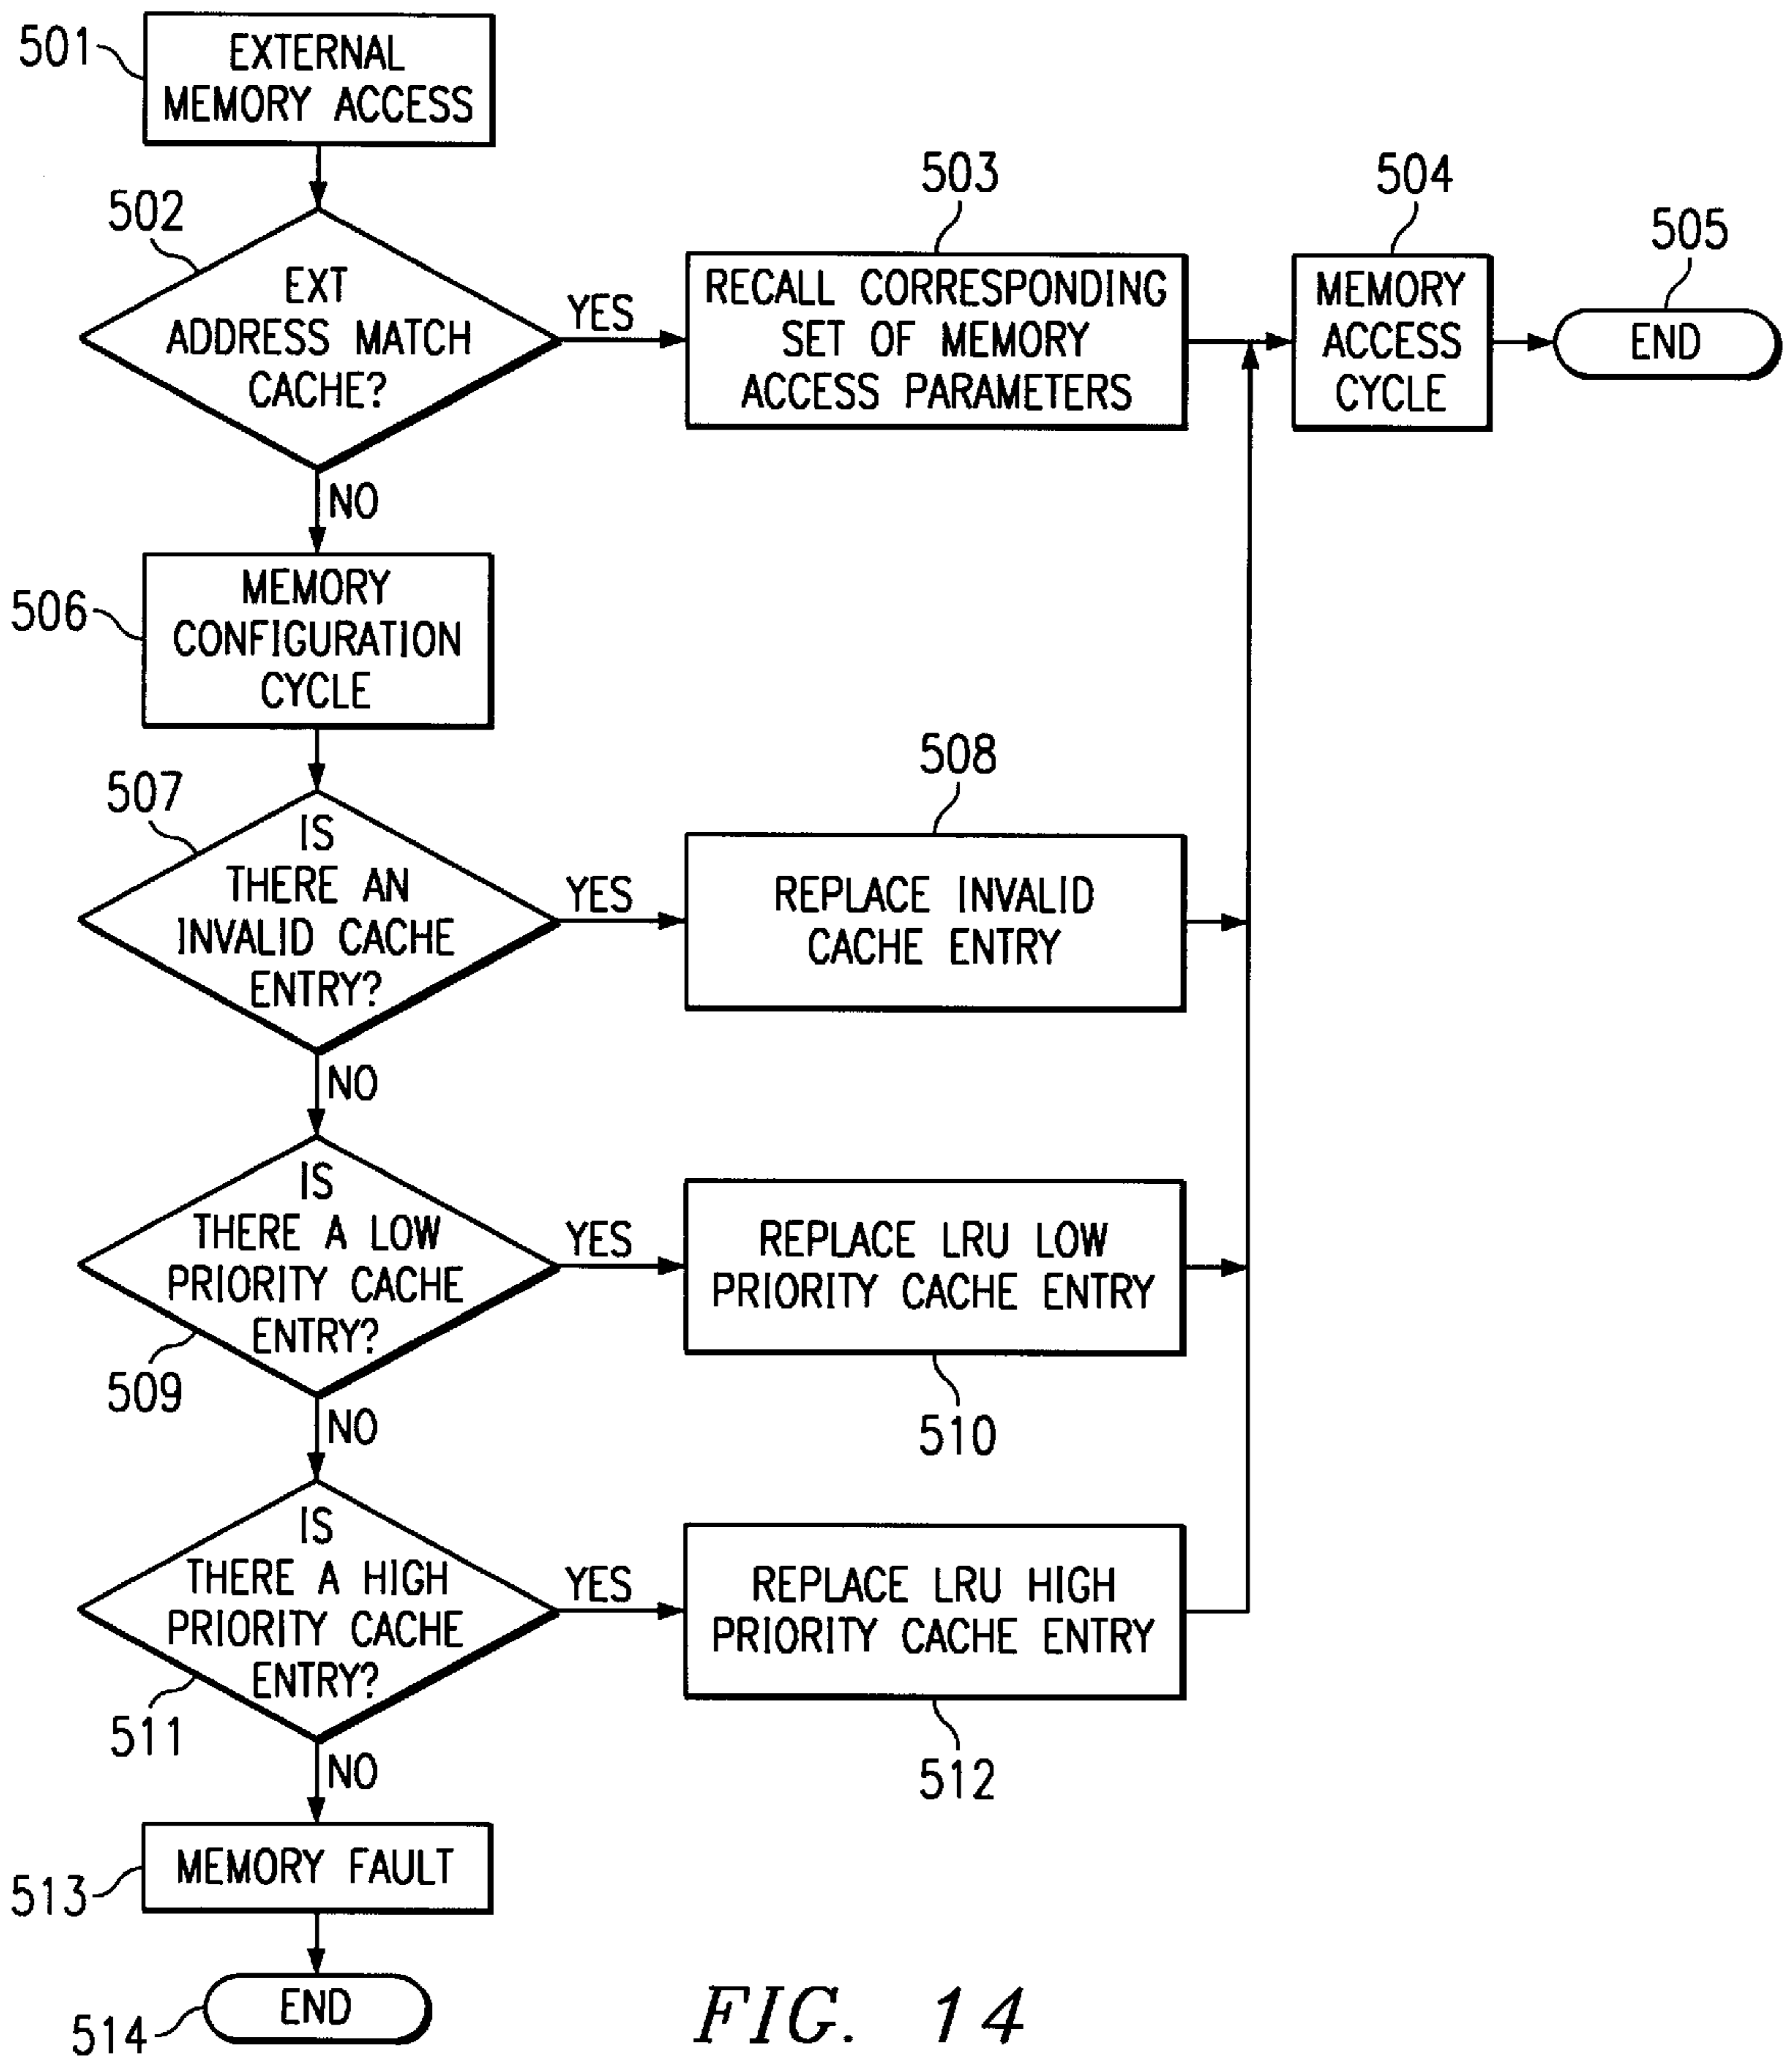 501
EXTERNAL
MEMORY ACCESS
502
EXT
ADDRESS MATCH
CACHE?
YES
NO
503
RECALL CORRESPONDING
SET OF MEMORY
ACCESS PARAMETERS
504
MEMORY
ACCESS
CYCLE
505
END
506
MEMORY
CONFIGURATION
CYCLE
507
IS
THERE AN
INVALID CACHE
ENTRY?
YES
NO
508
REPLACE INVALID
CACHE ENTRY
IS
THERE A LOW
PRIORITY CACHE
ENTRY?
509
YES
NO
REPLACE LRU LOW
PRIORITY CACHE ENTRY
510
IS
THERE A HIGH
PRIORITY CACHE
ENTRY?
511
YES
NO
REPLACE LRU HIGH
PRIORITY CACHE ENTRY
512
MEMORY FAULT
513
END
514
FIG. 14